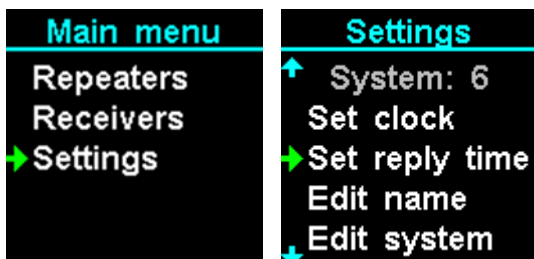 Main menu
Repeaters
Receivers
Settings
Settings
System: 6
Set clock
Set reply time
Edit name
Edit system